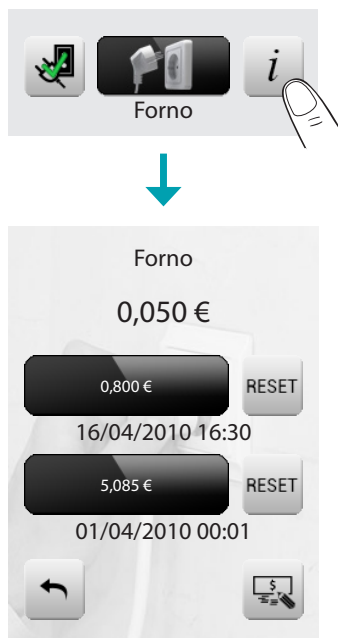 i
Forno
Forno
0,050 €
0,800 €
RESET
16/04/2010 16:30
5,085 €
RESET
01/04/2010 00:01
$